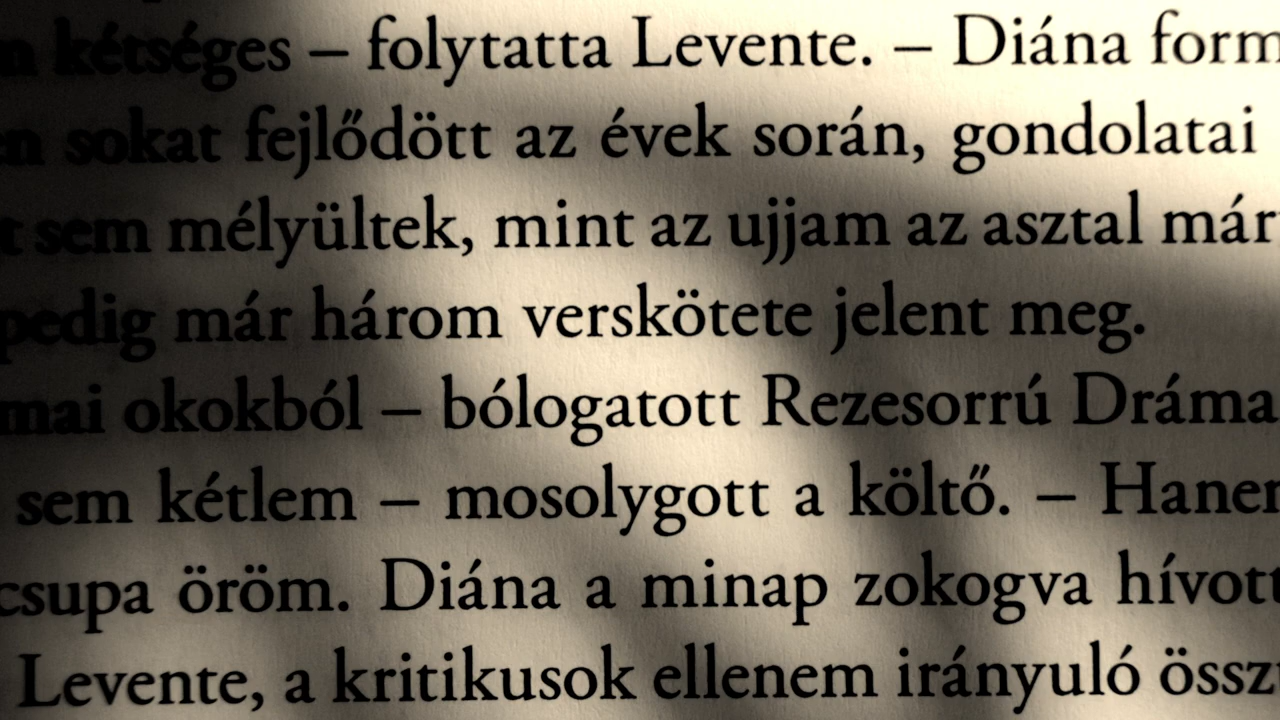 kétséges – folytatta Levente. – Diána form
sokat fejlődött az évek során, gondolatai
sem mélyültek, mint az ujjam az asztal már
pedig már három verskötete jelent meg.
mai okokból – bólogatott Rezesorrú Dráma
sem kétlem – mosolygott a költő. – Haner
csupa öröm. Diána a minap zokogva hívott
Levente, a kritikusok ellenem irányuló össz